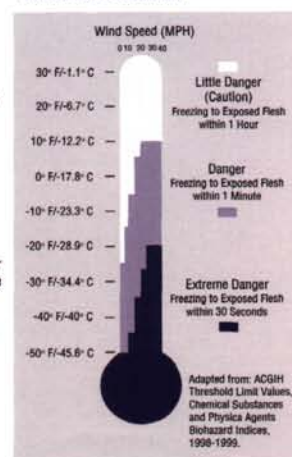 Wind Speed (MPH)
0 10 20 30 40
30° F/-1.1° C
20° F/-6.7° C
10° F/-12.2° C
0° F/-17.8° C
-10° F/-23.3° C
-20° F/-28.9° C
-30° F/-34.4° C
-40° F/-40° C
-50° F/-45.6° C
Little Danger
(Caution)
Freezing to Exposed Flesh
within 1 Hour
Danger
Freezing to Exposed Flesh
within 1 Minute
Extreme Danger
Freezing to Exposed Flesh
within 30 Seconds
Adapted from: ACGIH
Threshold Limit Values,
Chemical Substances
and Physica Agents
Biohazard Indices,
1998-1999.